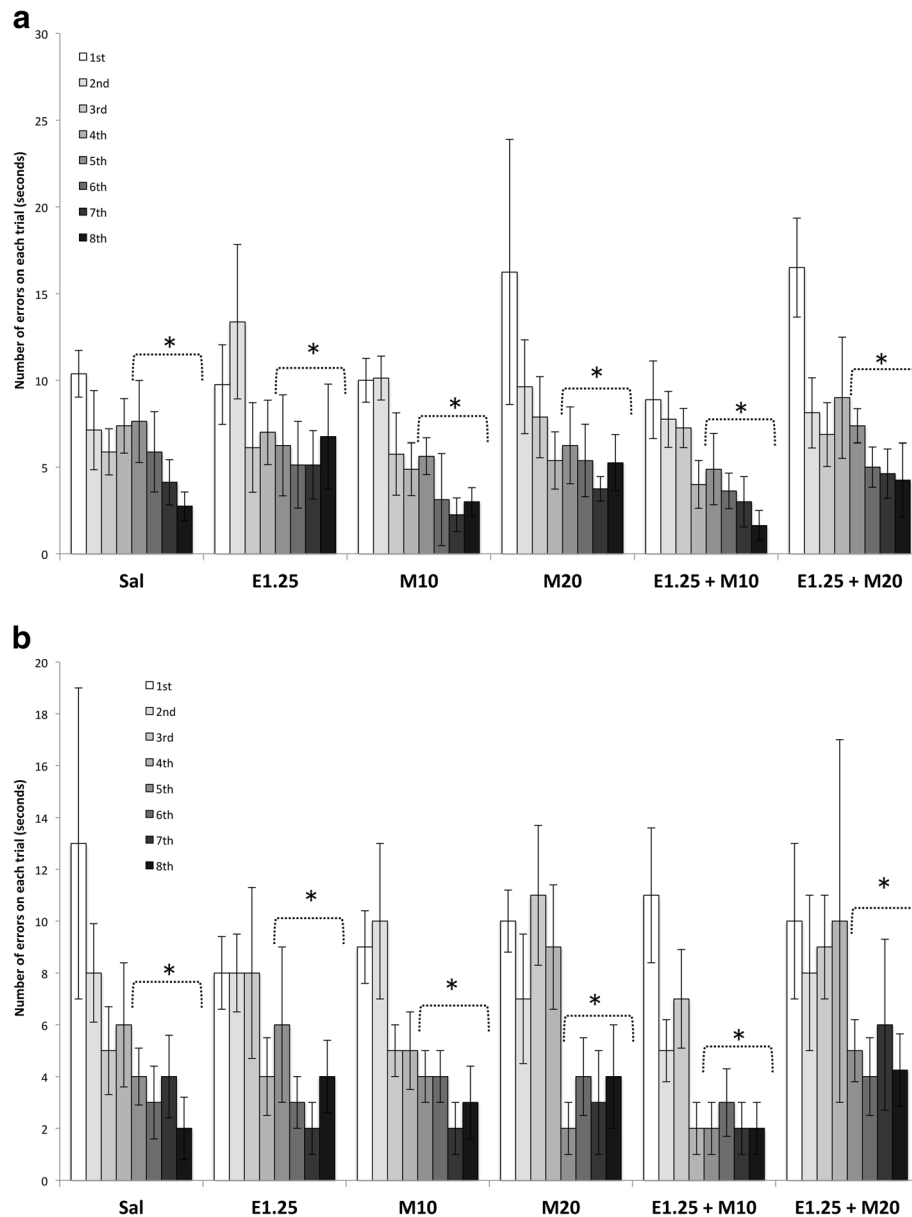 a
Number of errors on each trial (seconds)
30
25
20
15
10
5
0
1st
2nd
3rd
4th
5th
6th
7th
8th
*
*
*
*
*
*
Sal E1.25 M10 M20 E1.25 + M10 E1.25 + M20
b
Number of errors on each trial (seconds)
20
18
16
14
12
10
8
6
4
2
0
1st
2nd
3rd
4th
5th
6th
7th
8th
*
*
*
*
*
*
Sal E1.25 M10 M20 E1.25 + M10 E1.25 + M20